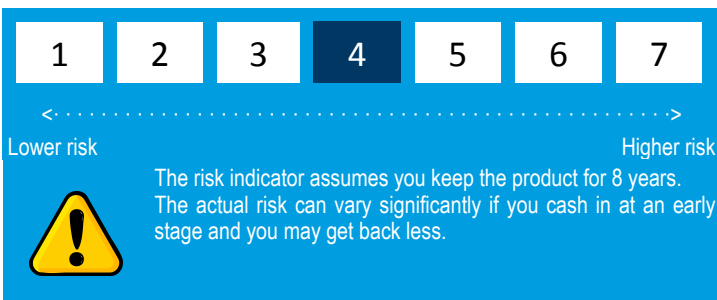 1 2 3 4 5 6 7
<· · · · · · · · · · · · · · · · · · · · · · · · · · · · · · · · · · · · · · · · · · · · · · · · · · · · · · · · · ·>
Lower risk Higher risk
The risk indicator assumes you keep the product for 8 years.
The actual risk can vary significantly if you cash in at an early
stage and you may get back less.
!